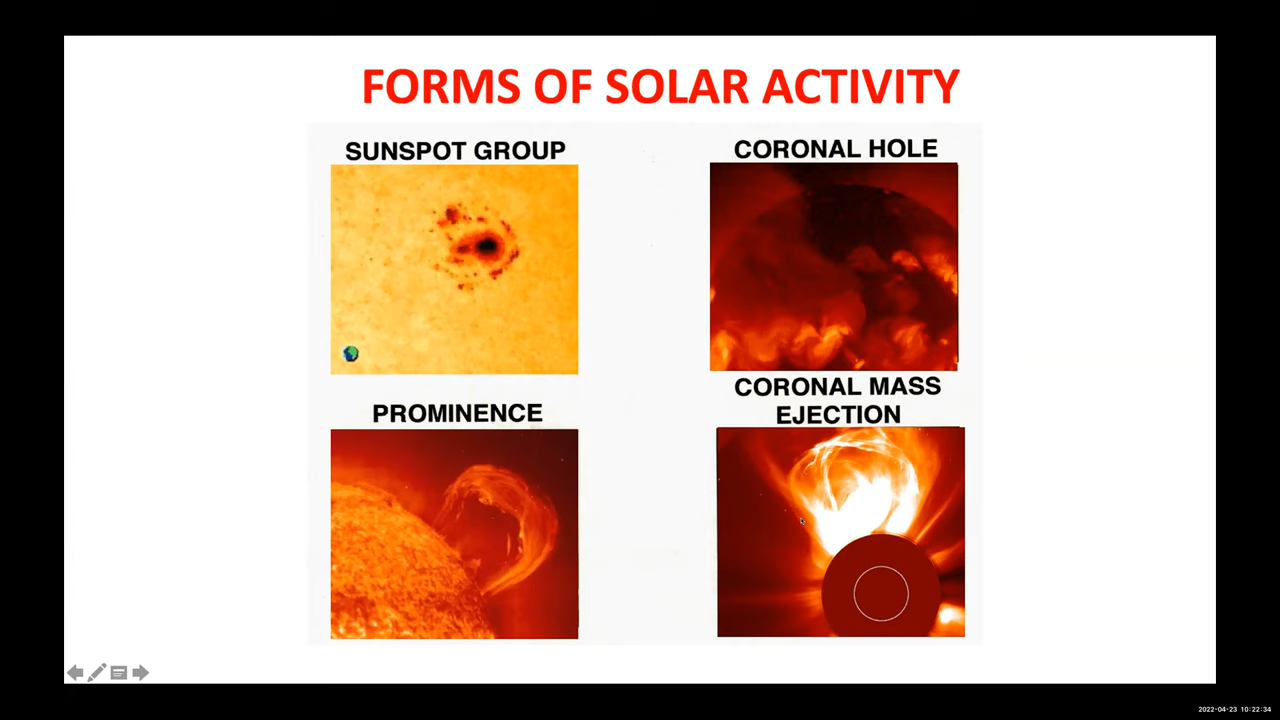 FORMS OF SOLAR ACTIVITY
SUNSPOT GROUP
CORONAL HOLE
PROMINENCE
CORONAL MASS
EJECTION
2022-04-23 10:22:34